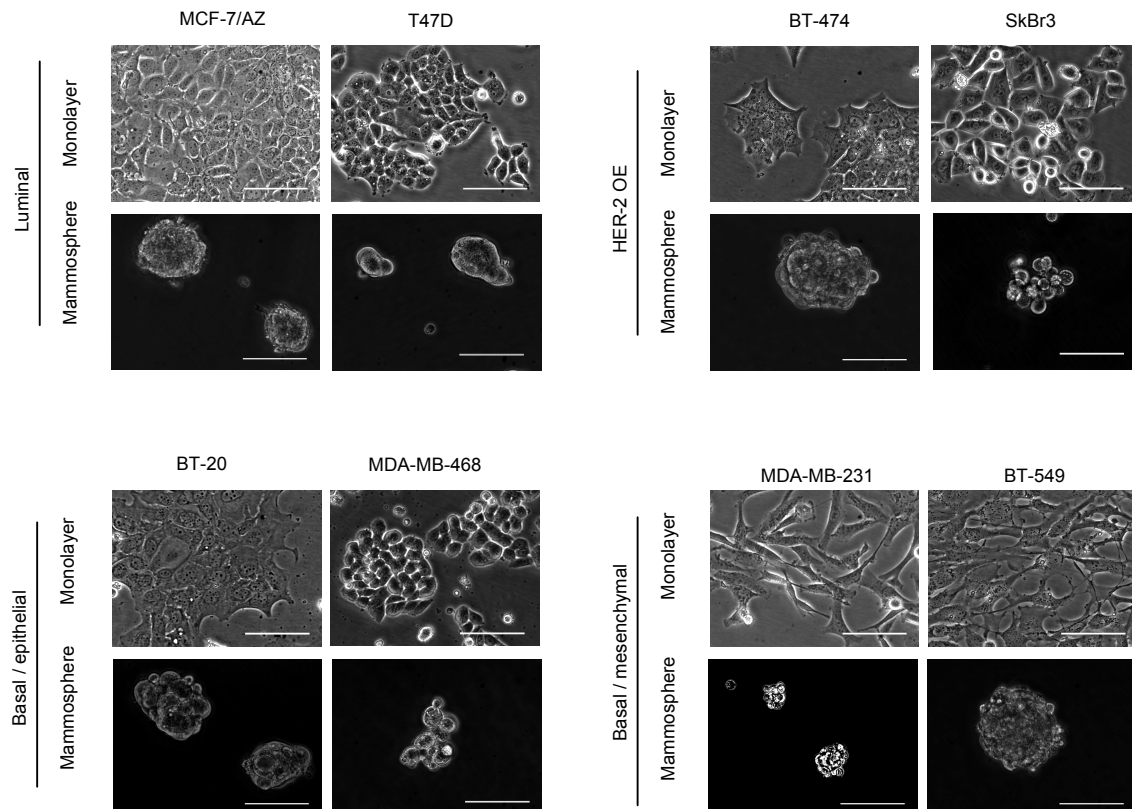 MCF-7/AZ
T47D
Luminal
Monolayer
Mammosphere
BT-474
SkBr3
HER-2 OE
Monolayer
Mammosphere
BT-20
MDA-MB-468
Basal / epithelial
Monolayer
Mammosphere
MDA-MB-231
BT-549
Basal / mesenchymal
Monolayer
Mammosphere